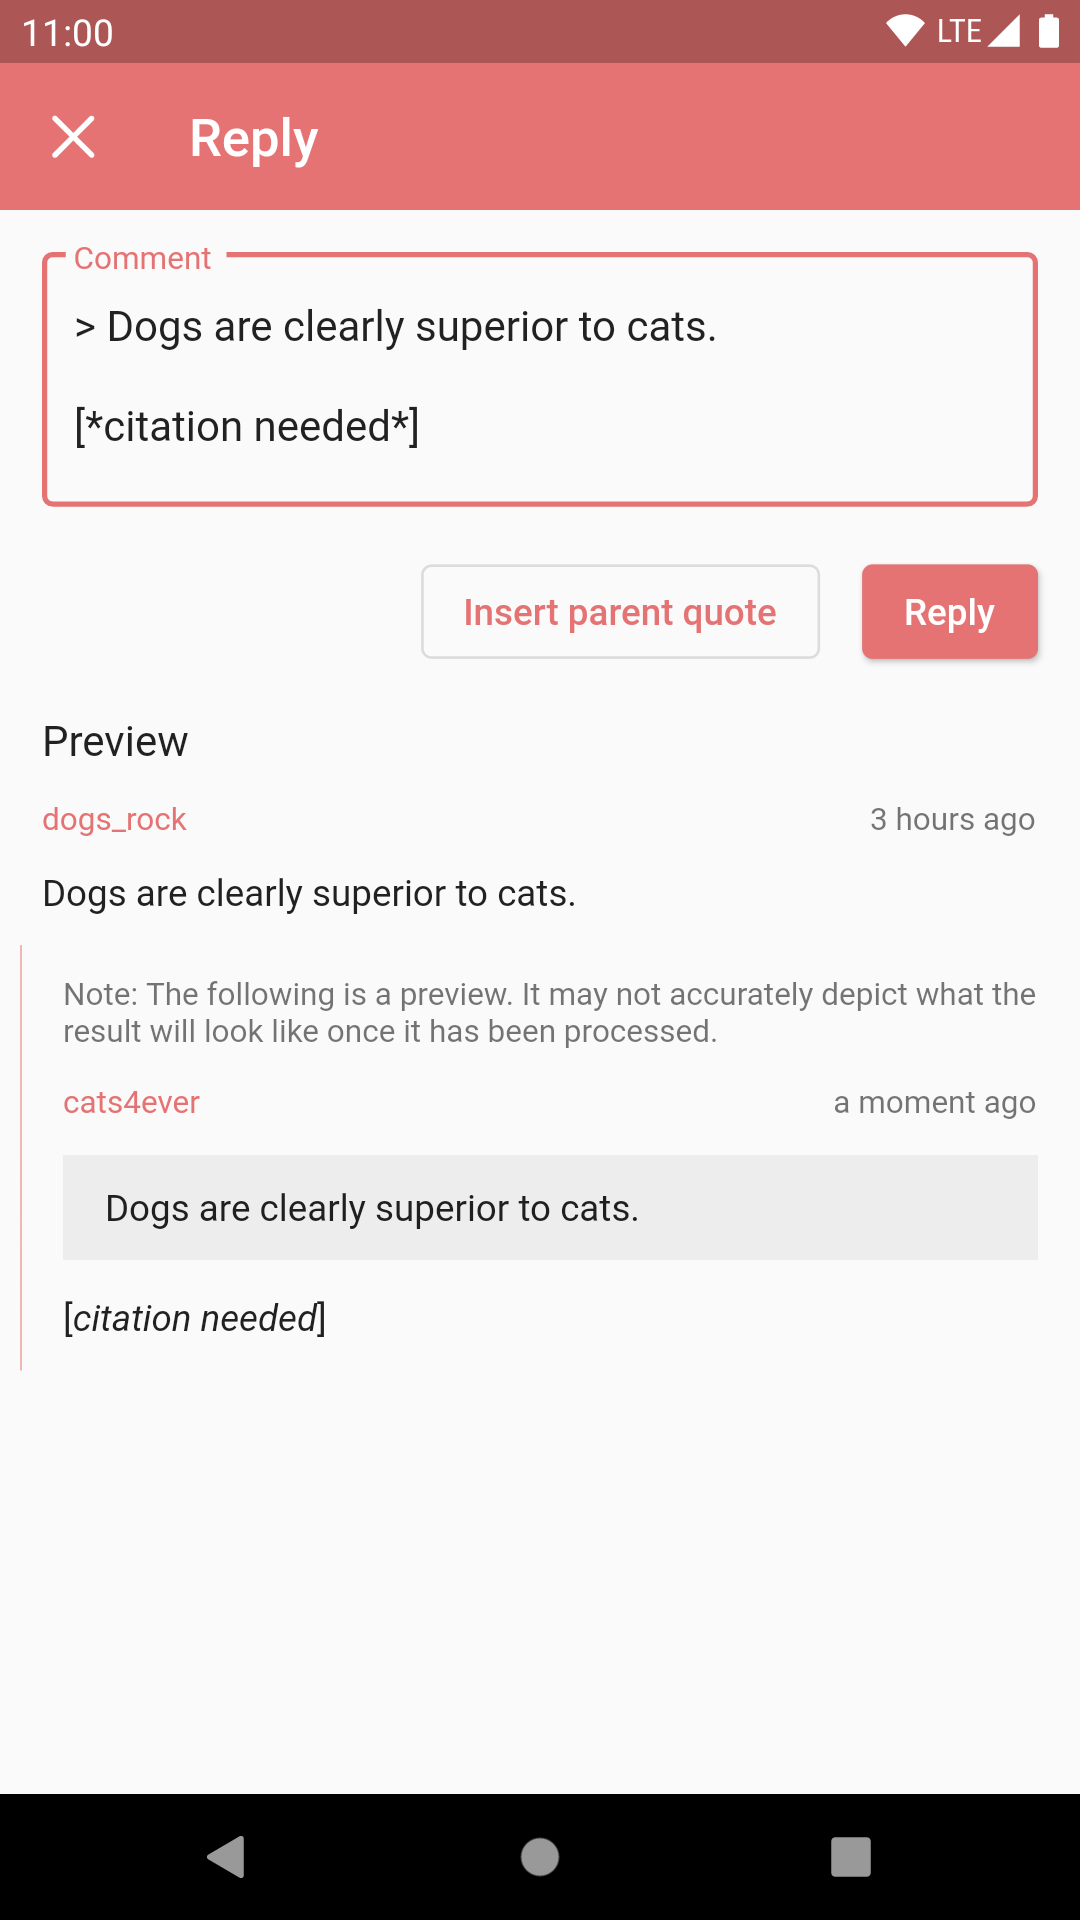 11:00 LTE
Reply
Comment
> Dogs are clearly superior to cats.
[*citation needed*]
Insert parent quote Reply
Preview
dogs_rock 3 hours ago
Dogs are clearly superior to cats.
Note: The following is a preview. It may not accurately depict what the
result will look like once it has been processed.
cats4ever a moment ago
Dogs are clearly superior to cats.
[citation needed]